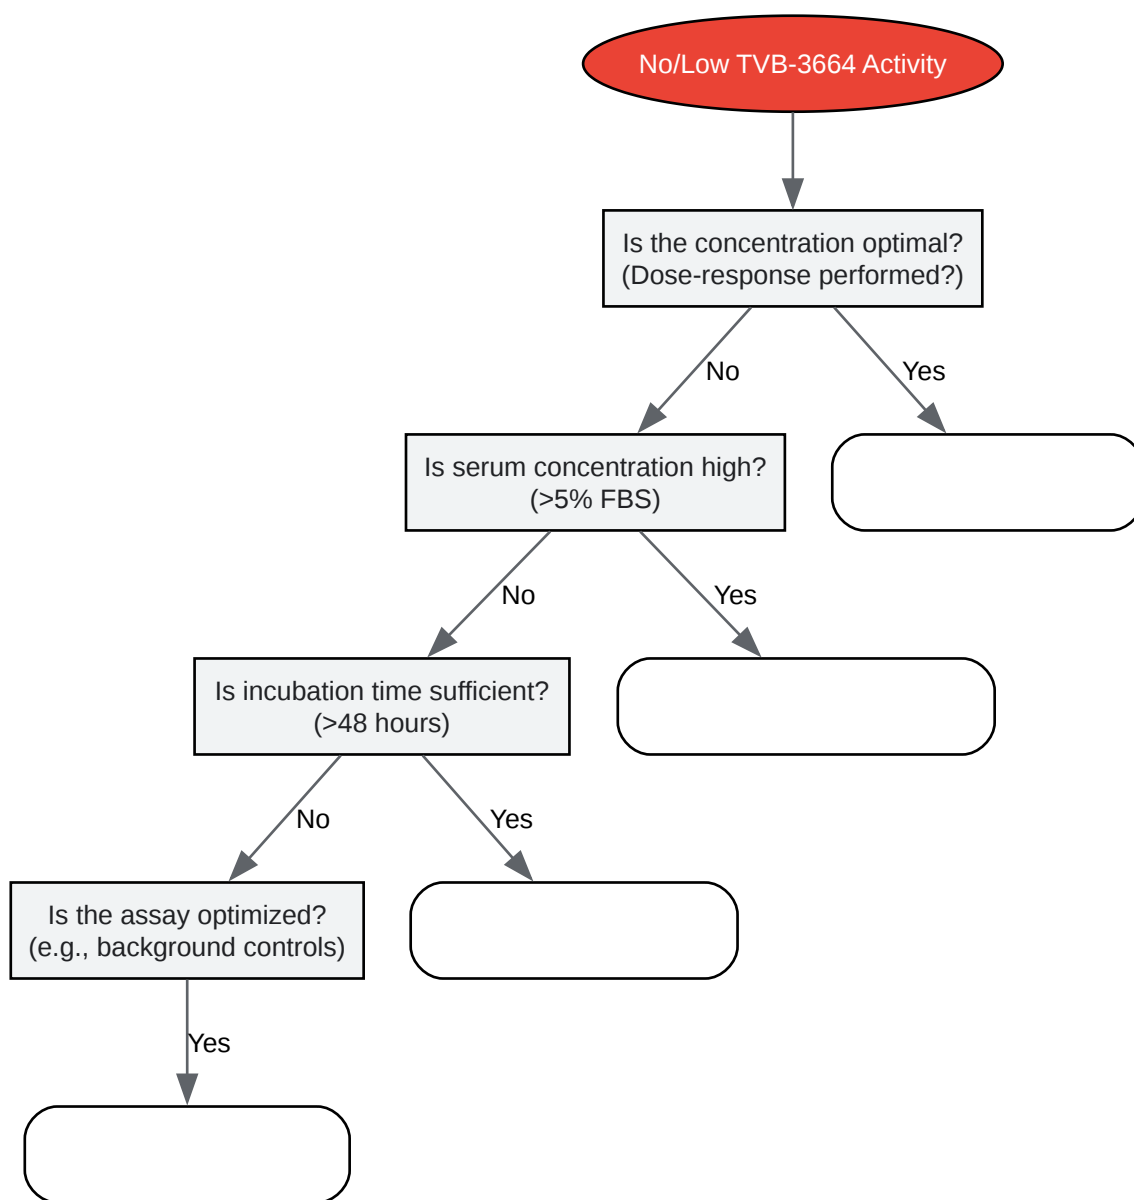 No/Low TVB-3664 Activity
Is the concentration optimal?
(Dose-response performed?)
No
Yes
Is serum concentration high?
(>5% FBS)
No
Yes
Is incubation time sufficient?
(>48 hours)
No
Yes
Is the assay optimized?
(e.g., background controls)
Yes